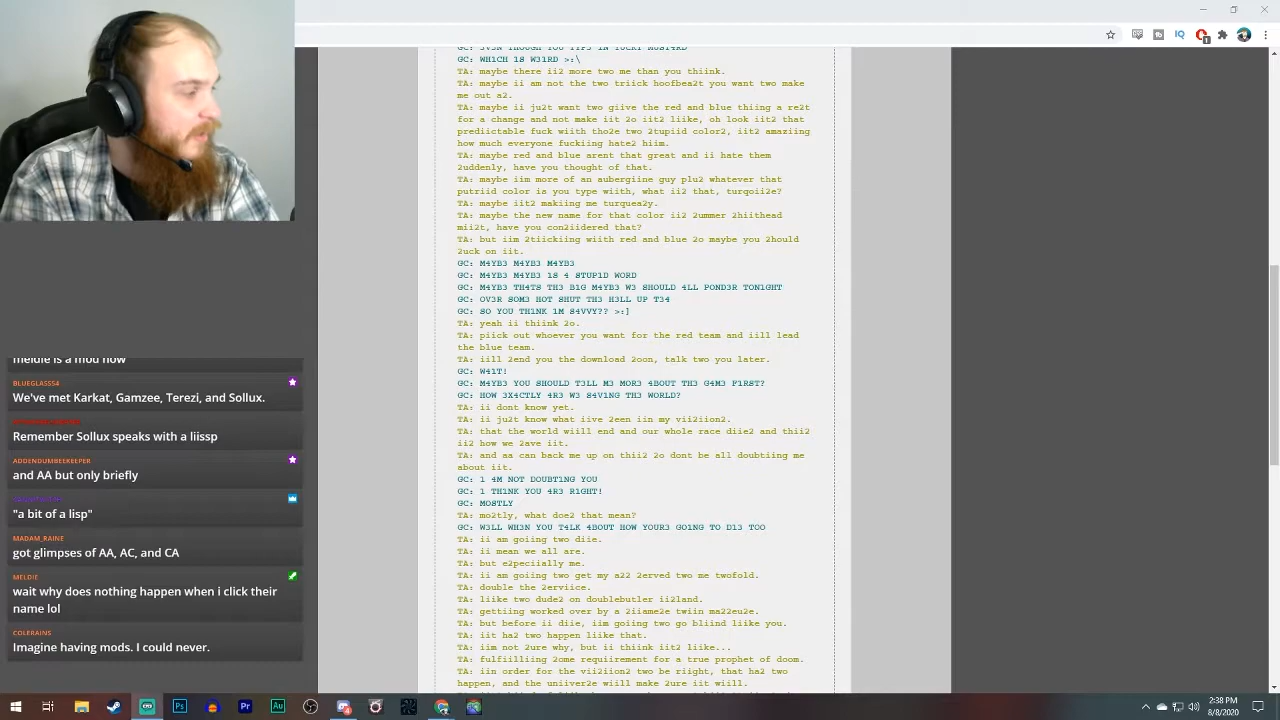 GC: 3V3N THOUGH YOU TYP3 1N YUCKY MUST4RD
GC: WH1CH 1S W31RD >:\
TA: maybe there ii2 more two me than you thiink.
TA: maybe ii am not the two triick hoofbea2t you want two make
me out a2.
TA: maybe ii ju2t want two giive the red and blue thiing a re2t
for a change and not make iit 2o iit2 liike, oh look iit2 that
prediictable fuck wiith tho2e two 2tupiid color2, iit2 amaziing
how much everyone fuckiing hate2 hiim.
TA: maybe red and blue arent that great and ii hate them
2uddenly, have you thought of that.
TA: maybe iim more of an aubergiine guy plu2 whatever that
putriid color is you type wiith, what ii2 that, turqoii2e?
TA: maybe iit2 makiing me turquea2y.
TA: maybe the new name for that color ii2 2ummer 2hiithead
mii2t, have you con2iidered that?
TA: but iim 2tiickiing wiith red and blue 2o maybe you 2hould
2uck on iit.
GC: M4YB3 M4YB3 M4YB3
GC: M4YB3 M4YB3 1S 4 STUP1D WORD
GC: M4YB3 TH4TS TH3 B1G M4YB3 W3 SHOULD 4LL POND3R TON1GHT
GC: OV3R SOM3 HOT SHUT TH3 H3LL UP T34
GC: SO YOU TH1NK 1M S4VVY?? >:]
TA: yeah ii thiink 2o.
TA: piick out whoever you want for the red team and iill lead
the blue team.
TA: iill 2end you the download 2oon, talk two you later.
GC: W41T!
GC: M4YB3 YOU SHOULD T3LL M3 MOR3 4BOUT TH3 G4M3 F1RST?
GC: HOW 3X4CTLY 4R3 W3 S4V1NG TH3 WORLD?
TA: ii dont know yet.
TA: ii ju2t know what iive 2een iin my vii2iion2.
TA: that the world wiill end and our whole race diie2 and thii2
ii2 how we 2ave iit.
TA: and aa can back me up on thii2 2o dont be all doubtiing me
about iit.
GC: 1 4M NOT DOUBT1NG YOU
GC: 1 TH1NK YOU 4R3 R1GHT!
GC: MOSTLY
TA: mo2tly, what doe2 that mean?
GC: W3LL WH3N YOU T4LK 4BOUT HOW YOUR3 GO1NG TO D13 TOO
TA: ii am goiing two diie.
TA: ii mean we all are.
TA: but e2peciially me.
TA: ii am goiing two get my a22 2erved two me twofold.
TA: double the 2erviice.
TA: liike two dude2 on doublebutler ii2land.
TA: gettiing worked over by a 2iiame2e twiin ma22eu2e.
TA: but before ii diie, iim goiing two go bliind liike you.
TA: iit ha2 two happen liike that.
TA: iim not 2ure why, but ii thiink iit2 liike...
TA: fulfiilliing 2ome requiirement for a true prophet of doom.
TA: iin order for the vii2iion2 two be riight, that ha2 two
happen, and the uniiver2e wiill make 2ure iit wiill.
meldie is a mod now
BLUEGLASS54
We've met Karkat, Gamzee, Terezi, and Sollux.
Remember Sollux speaks with a liissp
ADDENDUMBEEKEEPER
and AA but only briefly
"a bit of a lisp"
MADAM_RAINE
got glimpses of AA, AC, and CA
MELDIE
wait why does nothing happen when i click their
name lol
COLERAINS
Imagine having mods. I could never.
2:38 PM
8/8/2020